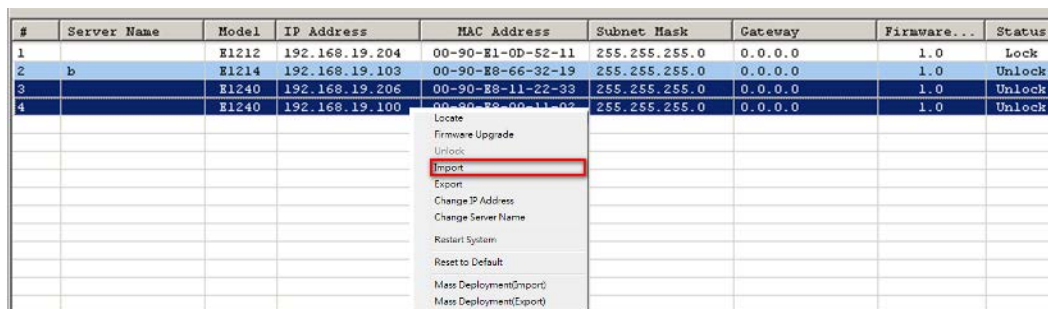 # Server Name Model IP Address MAC Address Subnet Mask Gateway Firmware... Status
1 E1212 192.168.19.204 00-90-E1-0D-52-11 255.255.255.0 0.0.0.0 1.0 Lock
2 b E1214 192.168.19.103 00-90-E8-66-32-19 255.255.255.0 0.0.0.0 1.0 Unlock
3 E1240 192.168.19.206 00-90-E8-11-22-33 255.255.255.0 0.0.0.0 1.0 Unlock
4 E1240 192.168.19.100 255.255.255.0 0.0.0.0 1.0 Unlock
Locate
Firmware Upgrade
Unlock
Import
Export
Change IP Address
Change Server Name
Restart System
Reset to Default
Mass Deployment(Import)
Mass Deployment(Export)